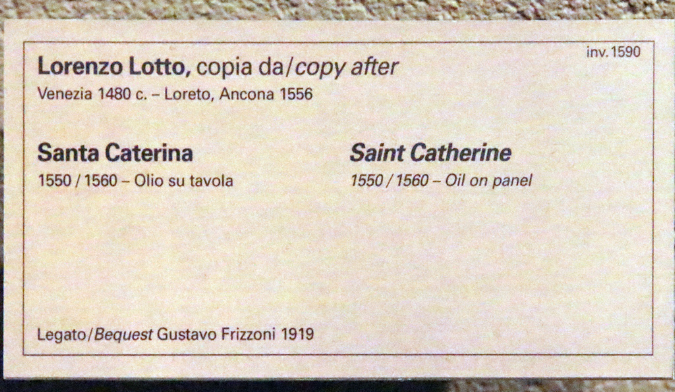 inv. 1590
Lorenzo Lotto, copia da/copy after
Venezia 1480 c. – Loreto, Ancona 1556
Santa Caterina
1550 / 1560 – Olio su tavola
Saint Catherine
1550 / 1560 – Oil on panel
Legato/Bequest Gustavo Frizzoni 1919